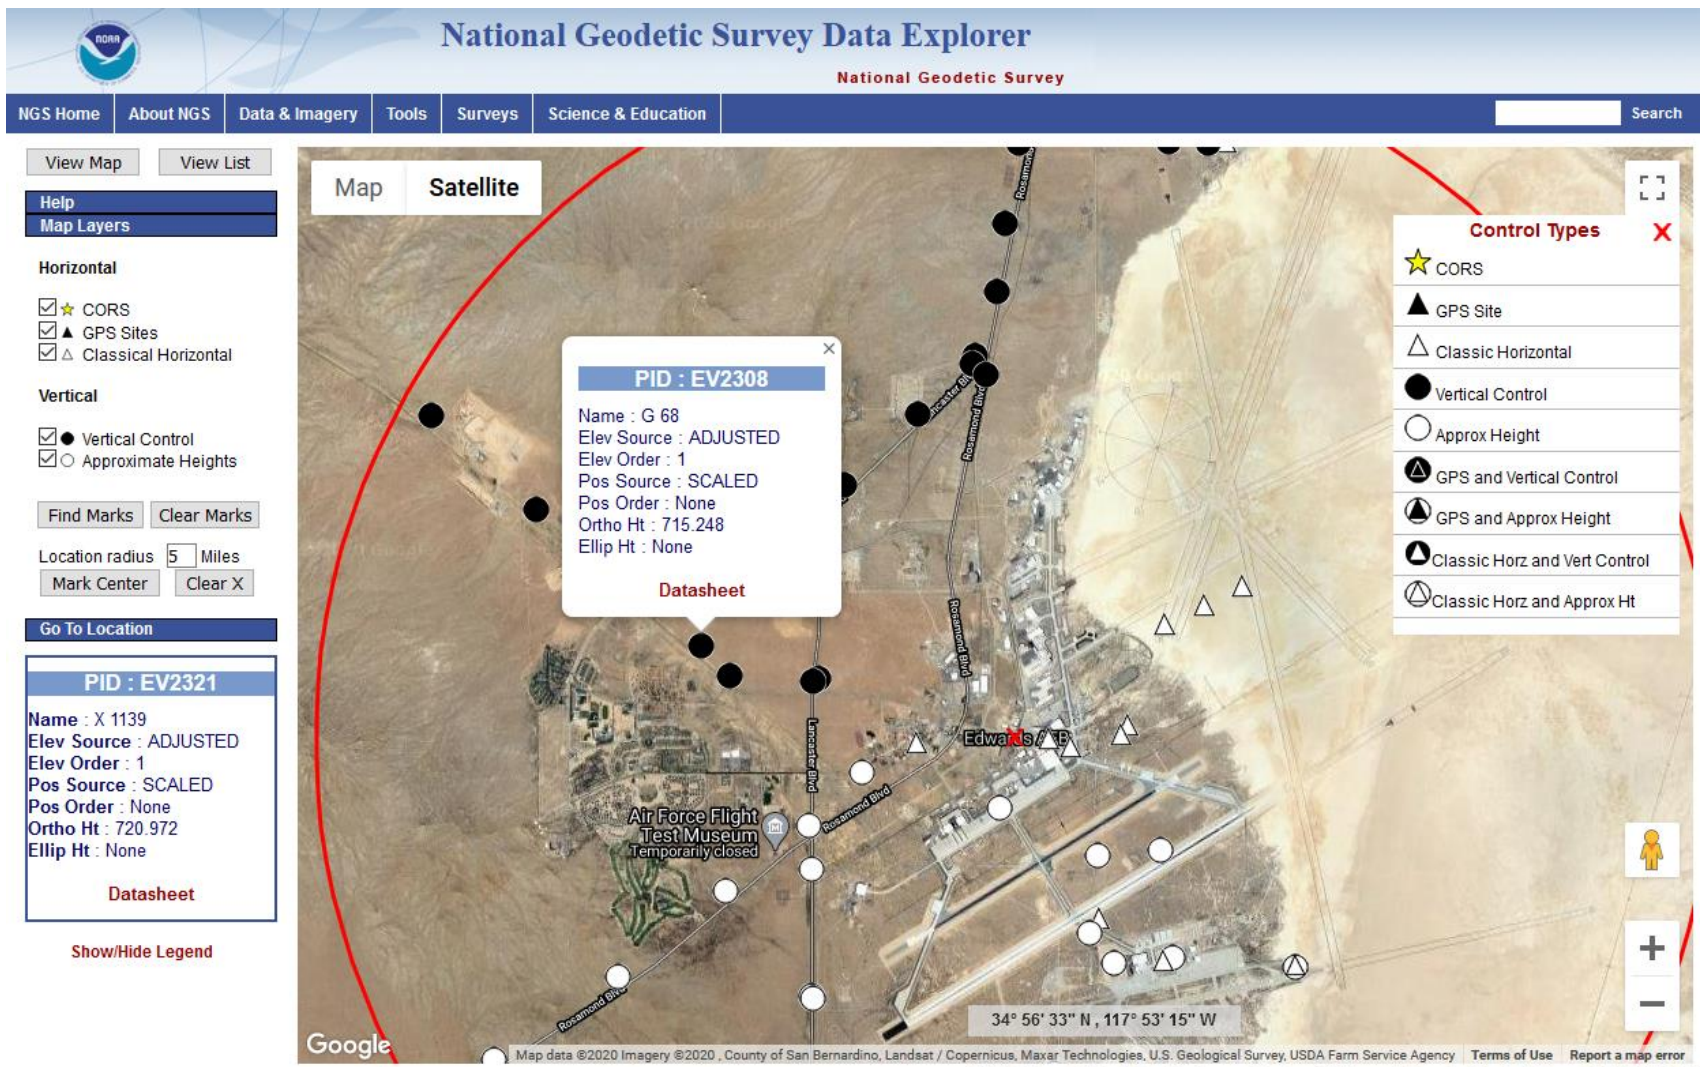 NOAA
National Geodetic Survey Data Explorer
National Geodetic Survey
NGS Home
About NGS
Data & Imagery
Tools
Surveys
Science & Education
Search
View Map
View List
Help
Map Layers
Horizontal
CORS
GPS Sites
Classical Horizontal
Vertical
Vertical Control
Approximate Heights
Find Marks
Clear Marks
Location radius 5 Miles
Mark Center
Clear X
Go To Location
PID : EV2321
Name : X 1139
Elev Source : ADJUSTED
Elev Order : 1
Pos Source : SCALED
Pos Order : None
Ortho Ht : 720.972
Ellip Ht : None
Datasheet
Show/Hide Legend
Map
Satellite
PID : EV2308
Name : G 68
Elev Source : ADJUSTED
Elev Order : 1
Pos Source : SCALED
Pos Order : None
Ortho Ht : 715.248
Ellip Ht : None
Datasheet
Control Types
X
CORS
GPS Site
Classic Horizontal
Vertical Control
Approx Height
GPS and Vertical Control
GPS and Approx Height
Classic Horz and Vert Control
Classic Horz and Approx Ht
Rosamond Blvd
Rosamond Blvd
Lancaster Blvd
Rosamond Blvd
Rosamond Blvd
Edwards AFB
Air Force Flight
Test Museum
Temporarily closed
34° 56' 33" N , 117° 53' 15" W
Google
Map data ©2020 Imagery ©2020 , County of San Bernardino, Landsat / Copernicus, Maxar Technologies, U.S. Geological Survey, USDA Farm Service Agency
Terms of Use
Report a map error